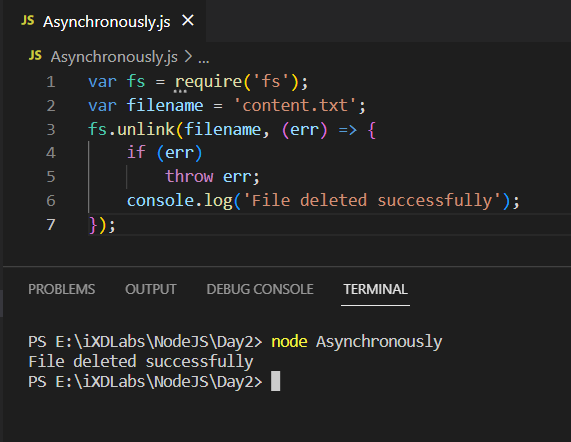 JS Asynchronously.js ×
JS Asynchronously.js > ...
1 var fs = require('fs');
2 var filename = 'content.txt';
3 fs.unlink(filename, (err) => {
4     if (err)
5         throw err;
6     console.log('File deleted successfully');
7 });
PROBLEMS OUTPUT DEBUG CONSOLE TERMINAL
PS E:\iXDLabs\NodeJS\Day2> node Asynchronously
File deleted successfully
PS E:\iXDLabs\NodeJS\Day2>